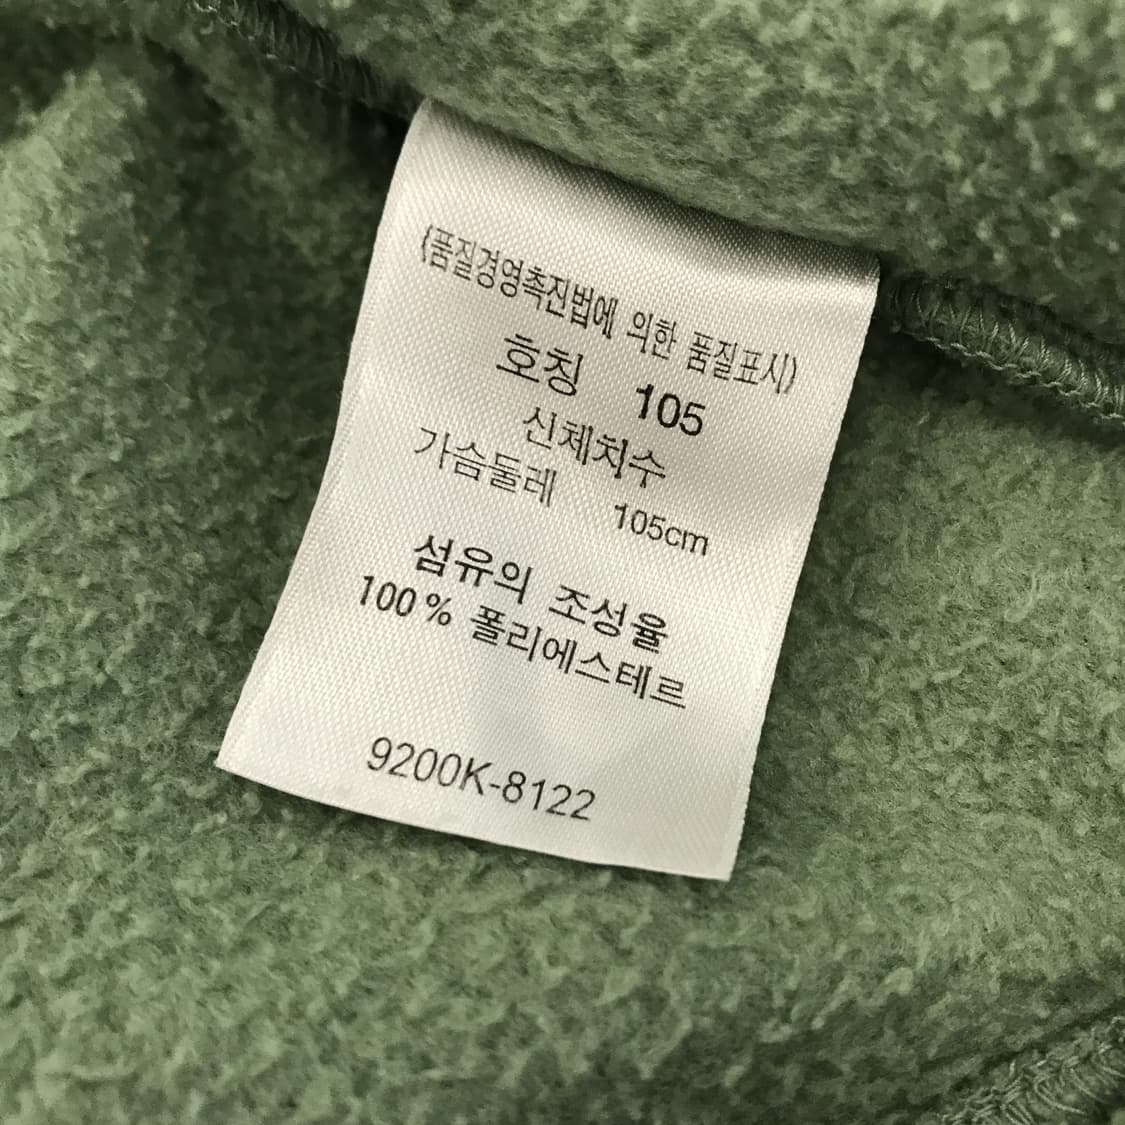 (품질경영촉진법에 의한 품질표시)
호칭 105
신체치수
가슴둘레 105cm
섬유의 조성율
100% 폴리에스테르
9200K-8122